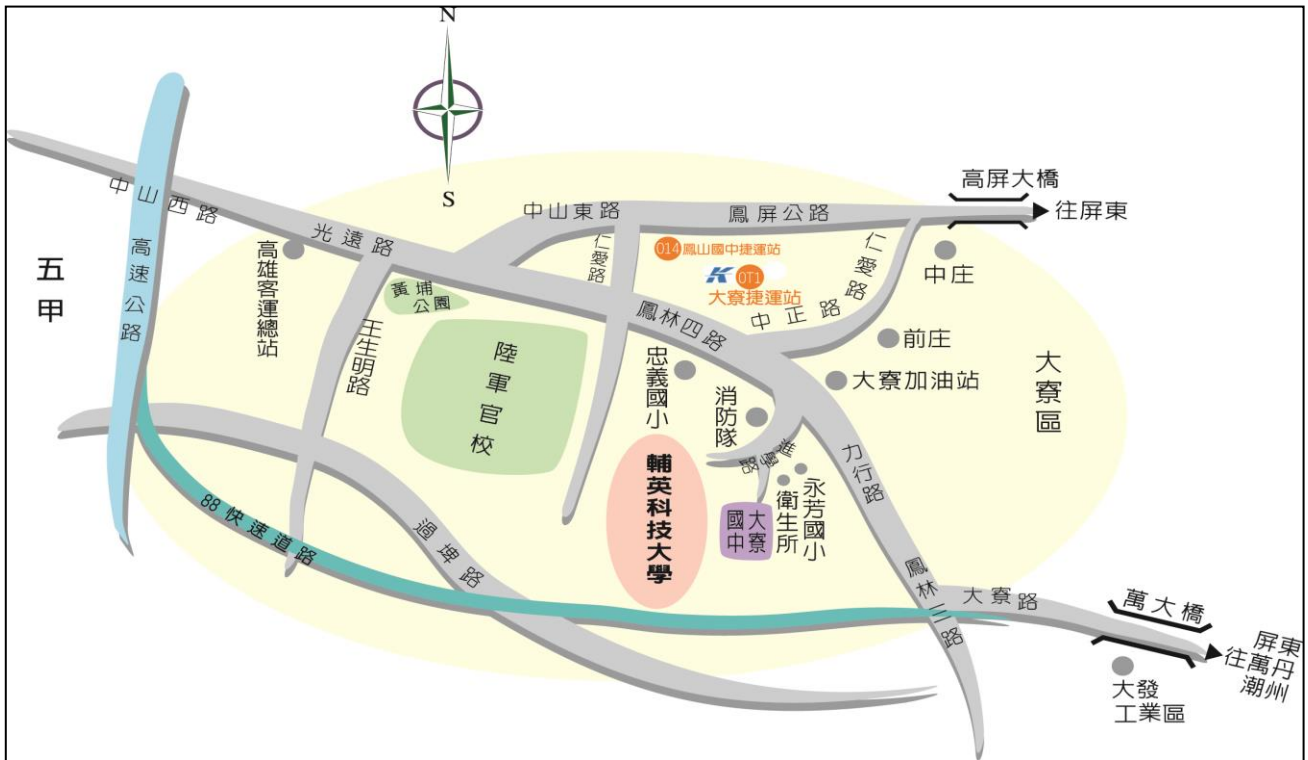 N
S
高屏大橋
往屏東
中山西路
中山東路
鳳屏公路
光遠路
仁愛路
O14鳳山國中捷運站
OT1
大寮捷運站
仁愛路
中庄
五甲
高速公路
高雄客運總站
黃埔
公園
鳳林四路
中正路
前庄
王生明路
陸軍官校
忠義國小
消防隊
大寮加油站
大寮區
輔英科技大學
進學路
力行路
大寮
國中
衛生所
永芳國小
88快速道路
過埤路
鳳林三路
大寮路
萬大橋
屏東
往萬丹
潮州
大發
工業區